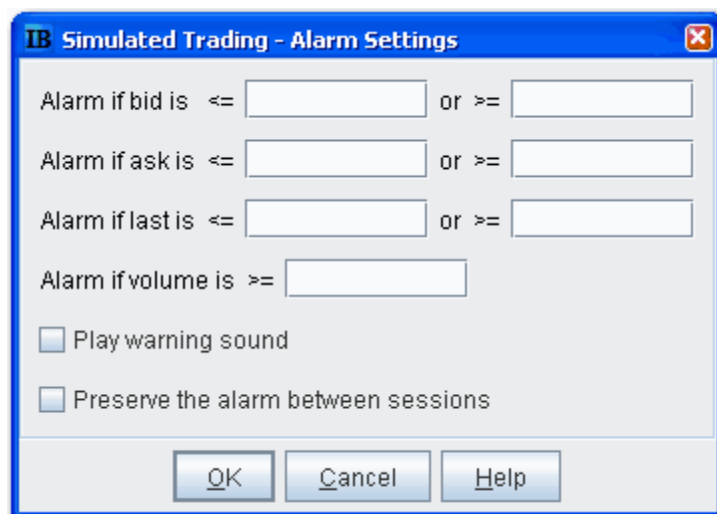 IB Simulated Trading - Alarm Settings
Alarm if bid is <= or >=
Alarm if ask is <= or >=
Alarm if last is <= or >=
Alarm if volume is >=
Play warning sound
Preserve the alarm between sessions
OK Cancel Help